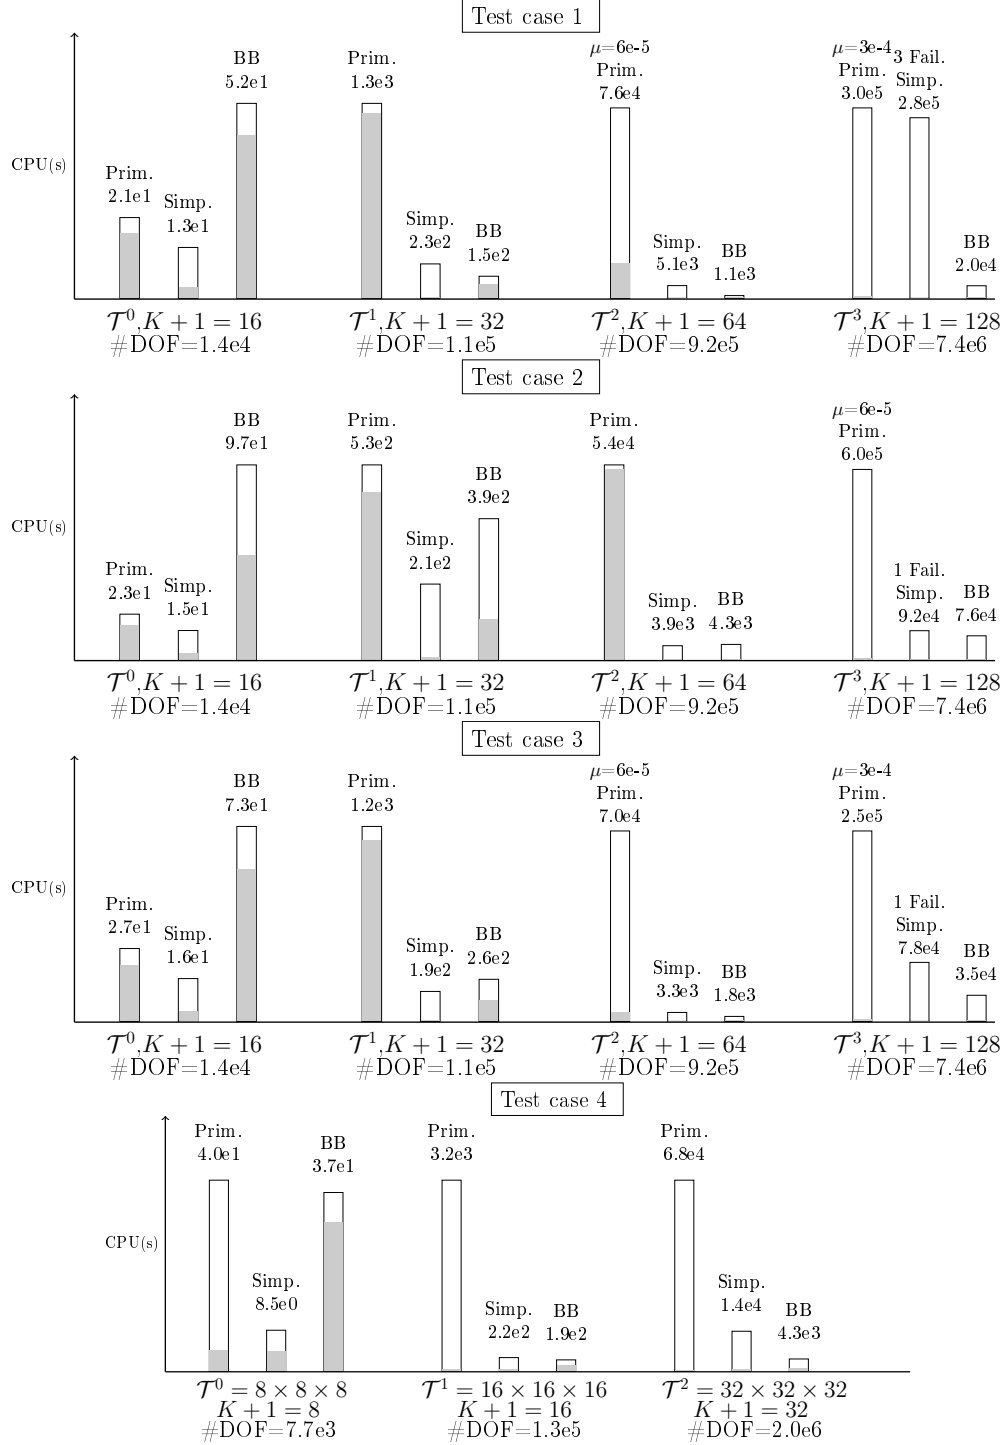 Test case 1
CPU(s)
Prim.
2.1e1
Simp.
1.3e1
BB
5.2e1
Prim.
1.3e3
Simp.
2.3e2
BB
1.5e2
μ=6e-5
Prim.
7.6e4
Simp.
5.1e3
BB
1.1e3
μ=3e-4
Prim.
3.0e5
3 Fail.
Simp.
2.8e5
BB
2.0e4
𝒯⁰,K + 1 = 16
#DOF=1.4e4
𝒯¹,K + 1 = 32
#DOF=1.1e5
𝒯²,K + 1 = 64
#DOF=9.2e5
𝒯³,K + 1 = 128
#DOF=7.4e6
Test case 2
CPU(s)
Prim.
2.3e1
Simp.
1.5e1
BB
9.7e1
Prim.
5.3e2
Simp.
2.1e2
BB
3.9e2
Prim.
5.4e4
Simp.
3.9e3
BB
4.3e3
μ=6e-5
Prim.
6.0e5
1 Fail.
Simp.
9.2e4
BB
7.6e4
𝒯⁰,K + 1 = 16
#DOF=1.4e4
𝒯¹,K + 1 = 32
#DOF=1.1e5
𝒯²,K + 1 = 64
#DOF=9.2e5
𝒯³,K + 1 = 128
#DOF=7.4e6
Test case 3
CPU(s)
Prim.
2.7e1
Simp.
1.6e1
BB
7.3e1
Prim.
1.2e3
Simp.
1.9e2
BB
2.6e2
μ=6e-5
Prim.
7.0e4
Simp.
3.3e3
BB
1.8e3
μ=3e-4
Prim.
2.5e5
1 Fail.
Simp.
7.8e4
BB
3.5e4
𝒯⁰,K + 1 = 16
#DOF=1.4e4
𝒯¹,K + 1 = 32
#DOF=1.1e5
𝒯²,K + 1 = 64
#DOF=9.2e5
𝒯³,K + 1 = 128
#DOF=7.4e6
Test case 4
CPU(s)
Prim.
4.0e1
Simp.
8.5e0
BB
3.7e1
Prim.
3.2e3
Simp.
2.2e2
BB
1.9e2
Prim.
6.8e4
Simp.
1.4e4
BB
4.3e3
𝒯⁰ = 8 × 8 × 8
K + 1 = 8
#DOF=7.7e3
𝒯¹ = 16 × 16 × 16
K + 1 = 16
#DOF=1.3e5
𝒯² = 32 × 32 × 32
K + 1 = 32
#DOF=2.0e6